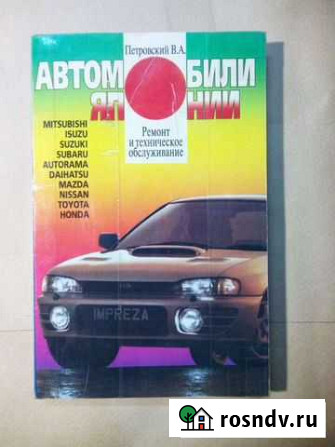 Петровский В.А.
АВТОМОБИЛИ
ЯПОНИИ
MITSUBISHI
ISUZU
SUZUKI
SUBARU
AUTORAMA
DAIHATSU
MAZDA
NISSAN
TOYOTA
HONDA
Ремонт
и техническое
обслуживание
IMPREZA
rosndv.ru